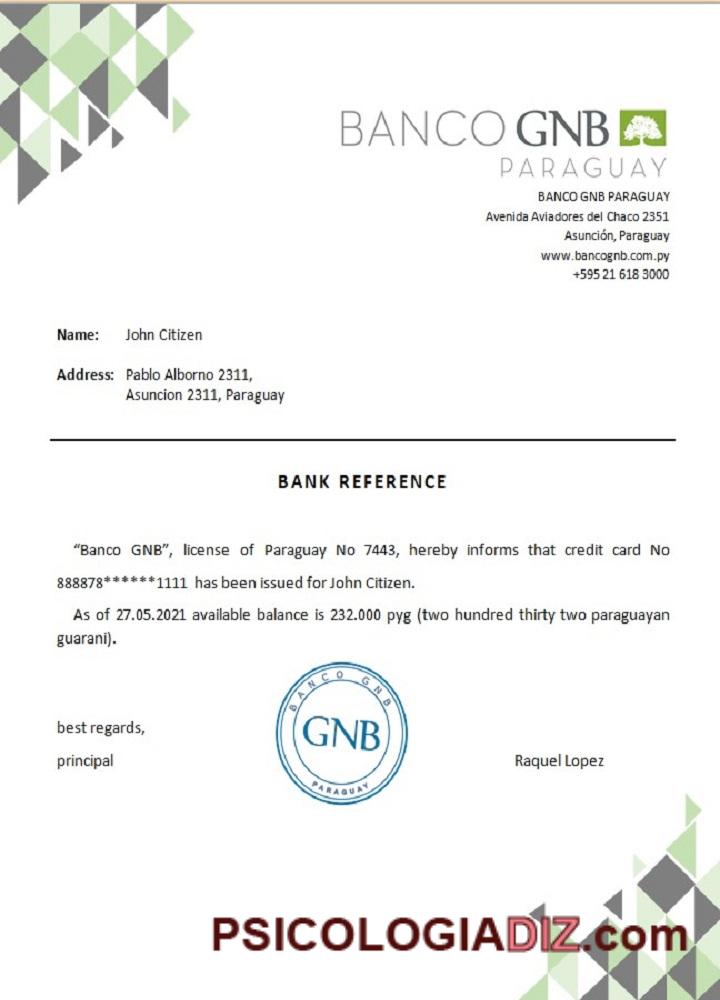 BANCO GNB
PARAGUAY
BANCO GNB PARAGUAY
Avenida Aviadores del Chaco 2351
Asunción, Paraguay
www.bancognb.com.py
+595 21 618 3000
Name: John Citizen
Address: Pablo Alborno 2311,
Asuncion 2311, Paraguay
BANK REFERENCE
“Banco GNB”, license of Paraguay No 7443, hereby informs that credit card No
888878******1111 has been issued for John Citizen.
As of 27.05.2021 available balance is 232.000 pyg (two hundred thirty two paraguayan
guarani).
BANCO GNB
GNB
PARAGUAY
best regards,
principal Raquel Lopez
PSICOLOGIADIZ.com